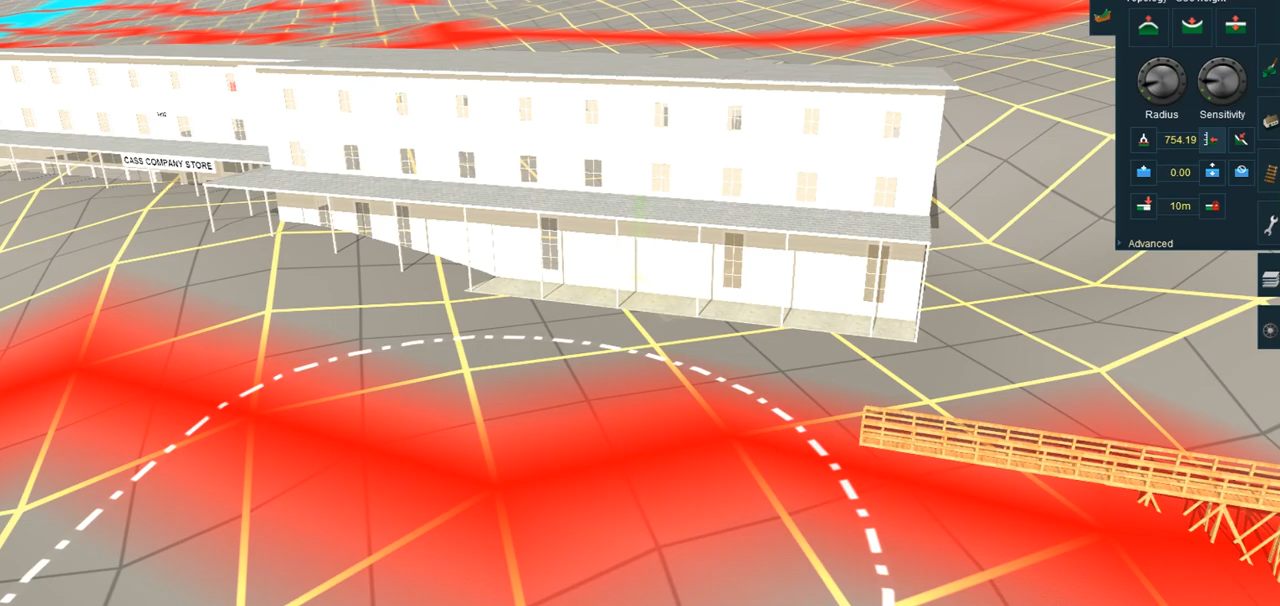 Radius
Sensitivity
754.19
0.00
10m
Advanced
CASS COMPANY STORE